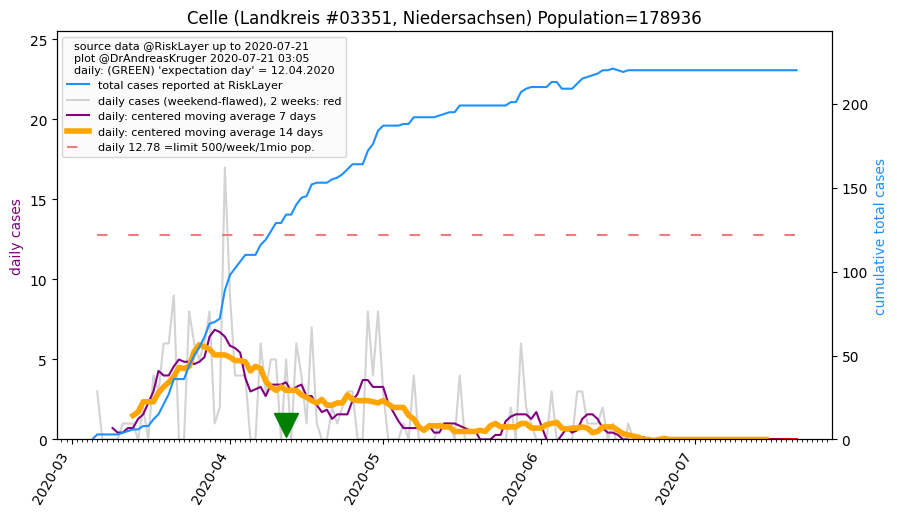 Celle (Landkreis #03351, Niedersachsen) Population=178936
source data @RiskLayer up to 2020-07-21
plot @DrAndreasKruger 2020-07-21 03:05
daily: (GREEN) 'expectation day' = 12.04.2020
total cases reported at RiskLayer
daily cases (weekend-flawed), 2 weeks: red
daily: centered moving average 7 days
daily: centered moving average 14 days
daily 12.78 =limit 500/week/1mio pop.
25
20
15
10
5
0
daily cases
200
150
100
50
0
cumulative total cases
2020-03
2020-04
2020-05
2020-06
2020-07